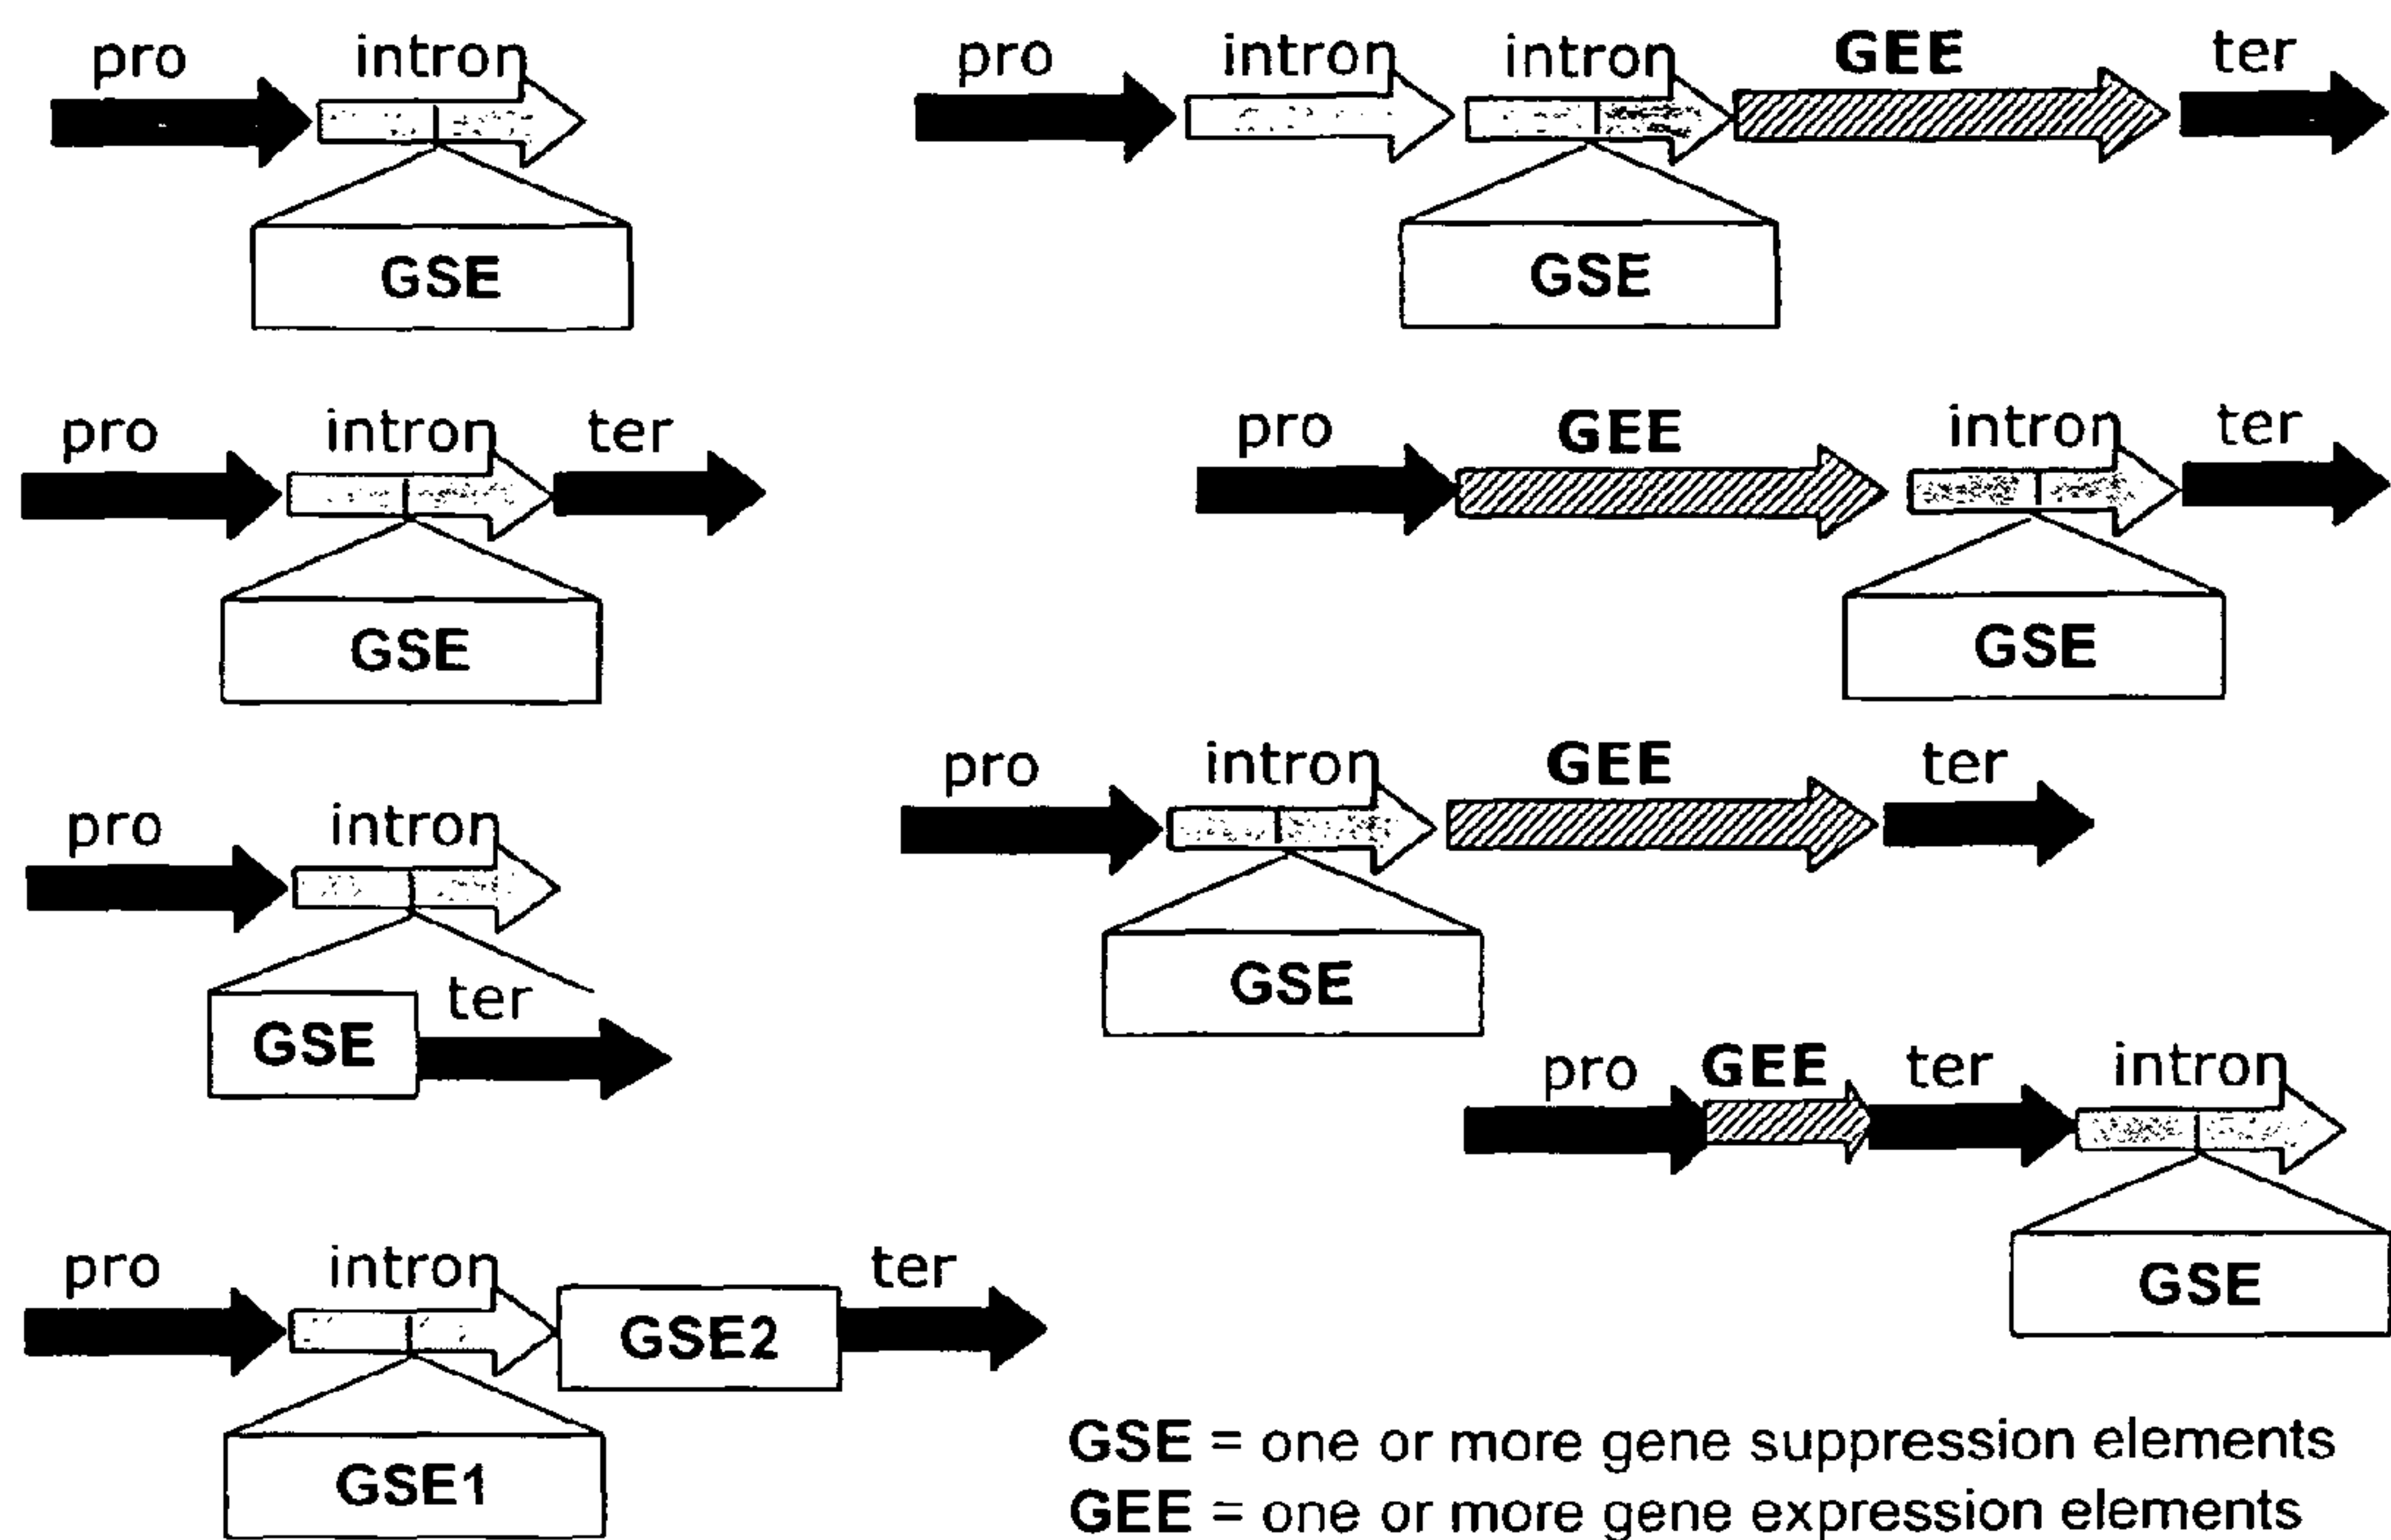 pro intron
GSE
pro intron intron GEE ter
GSE
pro intron ter
GSE
pro GEE intron ter
GSE
pro intron GEE ter
GSE
pro intron
GSE ter
pro GEE ter intron
GSE
pro intron GSE2 ter
GSE1
GSE = one or more gene suppression elements
GEE = one or more gene expression elements